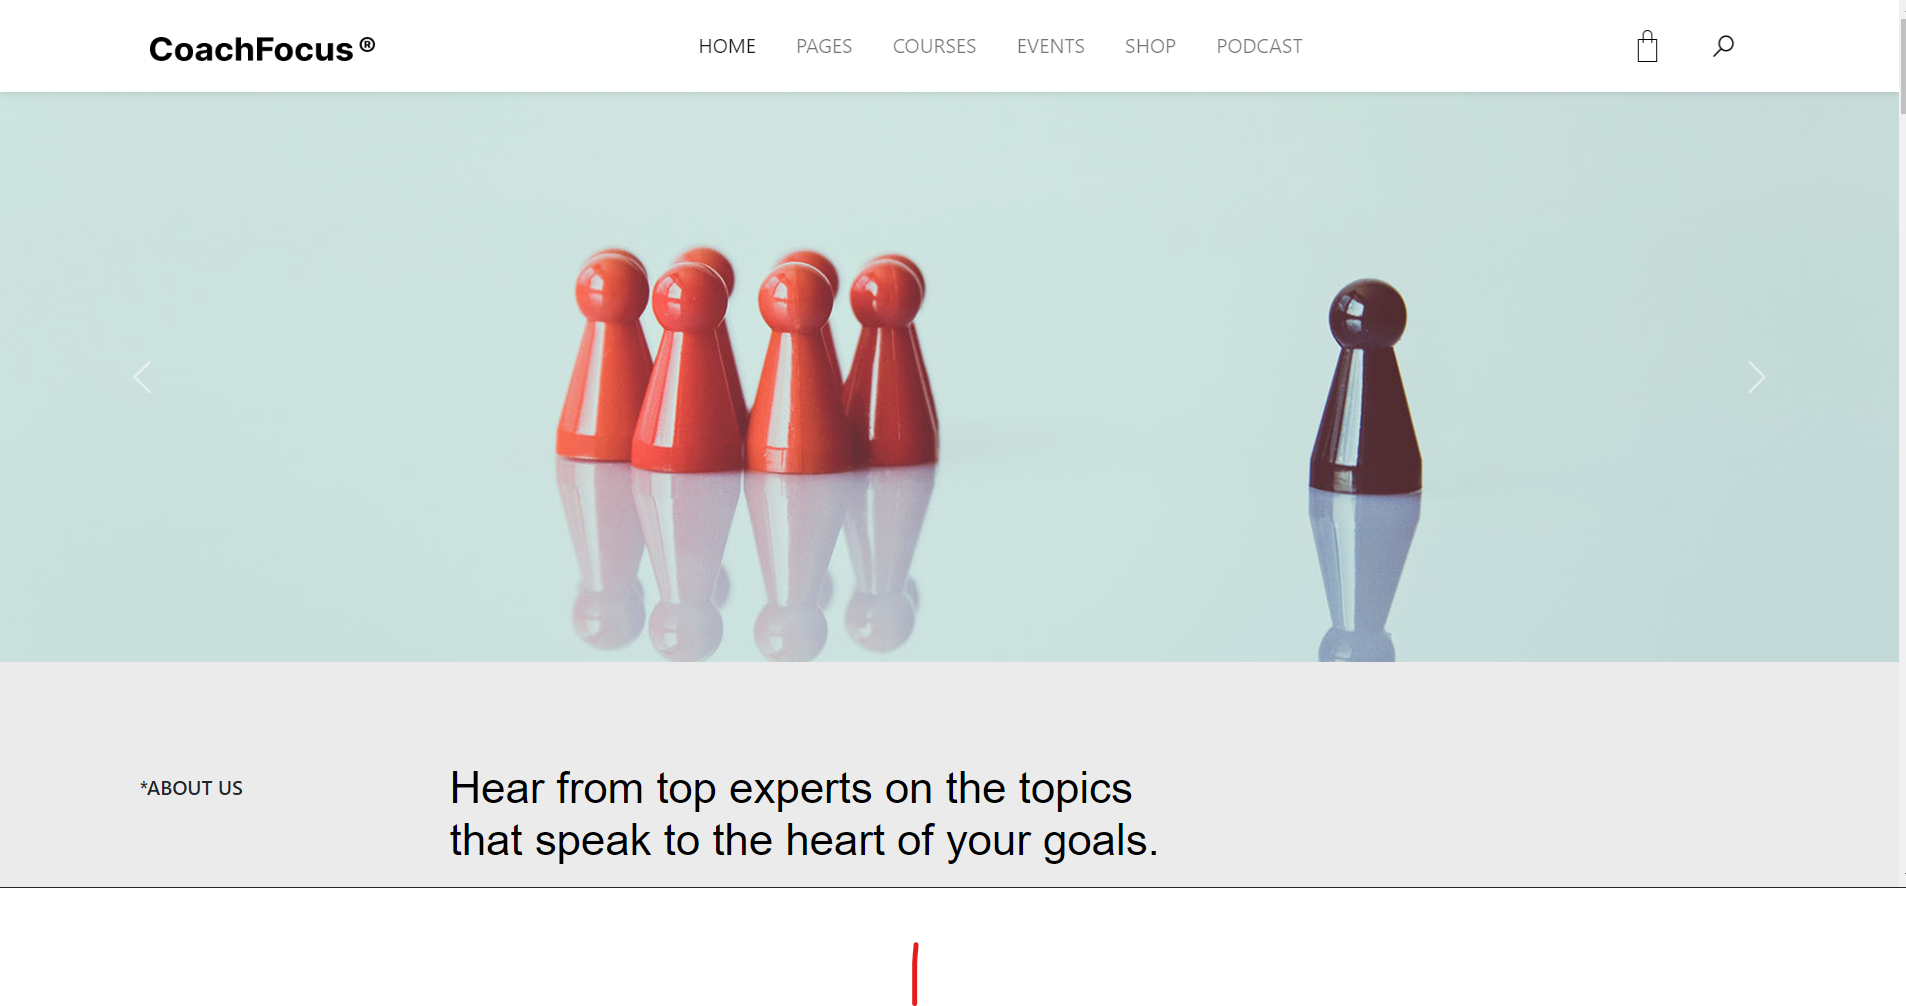 CoachFocus ®
HOME PAGES COURSES EVENTS SHOP PODCAST
*ABOUT US
Hear from top experts on the topics
that speak to the heart of your goals.